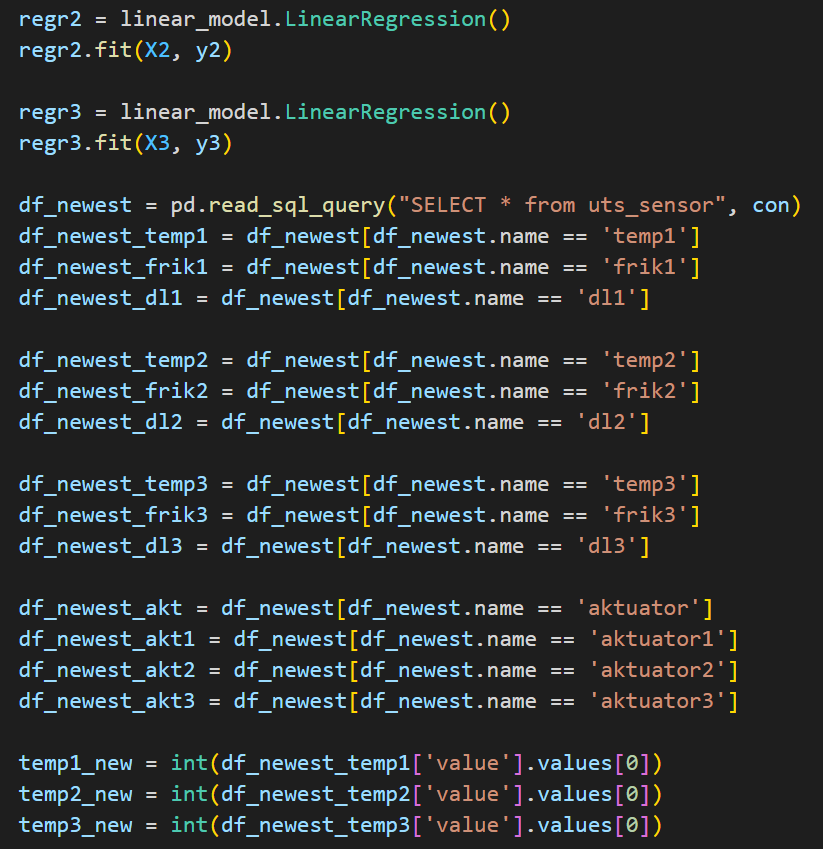 regr2 = linear_model.LinearRegression()
regr2.fit(X2, y2)
regr3 = linear_model.LinearRegression()
regr3.fit(X3, y3)
df_newest = pd.read_sql_query("SELECT * from uts_sensor", con)
df_newest_temp1 = df_newest[df_newest.name == 'temp1']
df_newest_frik1 = df_newest[df_newest.name == 'frik1']
df_newest_dl1 = df_newest[df_newest.name == 'dl1']
df_newest_temp2 = df_newest[df_newest.name == 'temp2']
df_newest_frik2 = df_newest[df_newest.name == 'frik2']
df_newest_dl2 = df_newest[df_newest.name == 'dl2']
df_newest_temp3 = df_newest[df_newest.name == 'temp3']
df_newest_frik3 = df_newest[df_newest.name == 'frik3']
df_newest_dl3 = df_newest[df_newest.name == 'dl3']
df_newest_akt = df_newest[df_newest.name == 'aktuator']
df_newest_akt1 = df_newest[df_newest.name == 'aktuator1']
df_newest_akt2 = df_newest[df_newest.name == 'aktuator2']
df_newest_akt3 = df_newest[df_newest.name == 'aktuator3']
temp1_new = int(df_newest_temp1['value'].values[0])
temp2_new = int(df_newest_temp2['value'].values[0])
temp3_new = int(df_newest_temp3['value'].values[0])